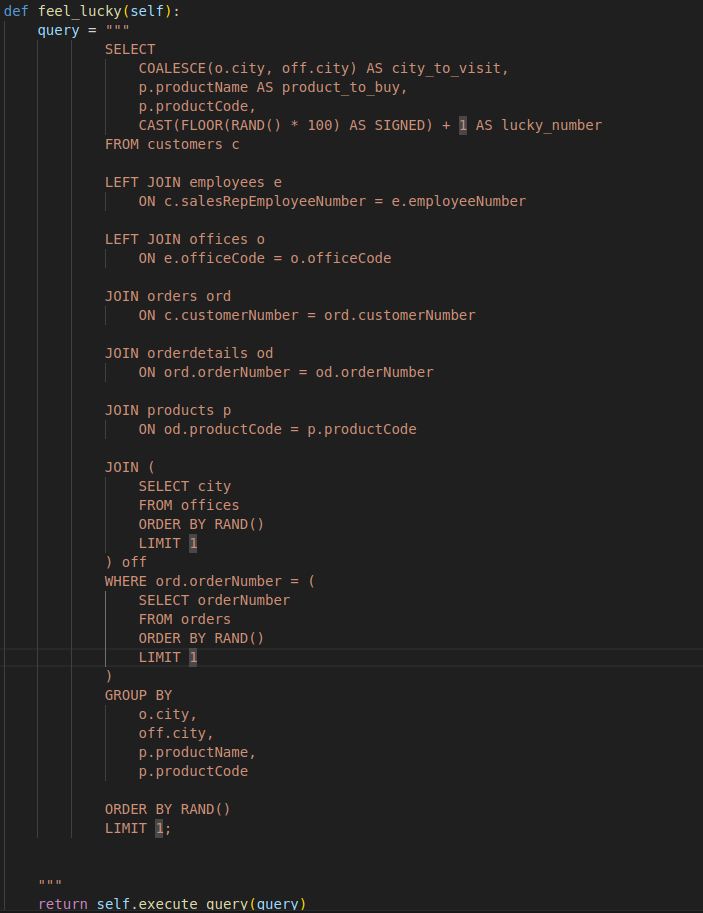 def feel_lucky(self):
    query = """
            SELECT
                COALESCE(o.city, off.city) AS city_to_visit,
                p.productName AS product_to_buy,
                p.productCode,
                CAST(FLOOR(RAND() * 100) AS SIGNED) + 1 AS lucky_number
            FROM customers c

            LEFT JOIN employees e
                ON c.salesRepEmployeeNumber = e.employeeNumber

            LEFT JOIN offices o
                ON e.officeCode = o.officeCode

            JOIN orders ord
                ON c.customerNumber = ord.customerNumber

            JOIN orderdetails od
                ON ord.orderNumber = od.orderNumber

            JOIN products p
                ON od.productCode = p.productCode

            JOIN (
                SELECT city
                FROM offices
                ORDER BY RAND()
                LIMIT 1
            ) off
            WHERE ord.orderNumber = (
                SELECT orderNumber
                FROM orders
                ORDER BY RAND()
                LIMIT 1
            )
            GROUP BY
                o.city,
                off.city,
                p.productName,
                p.productCode

            ORDER BY RAND()
            LIMIT 1;


    """
    return self.execute_query(query)